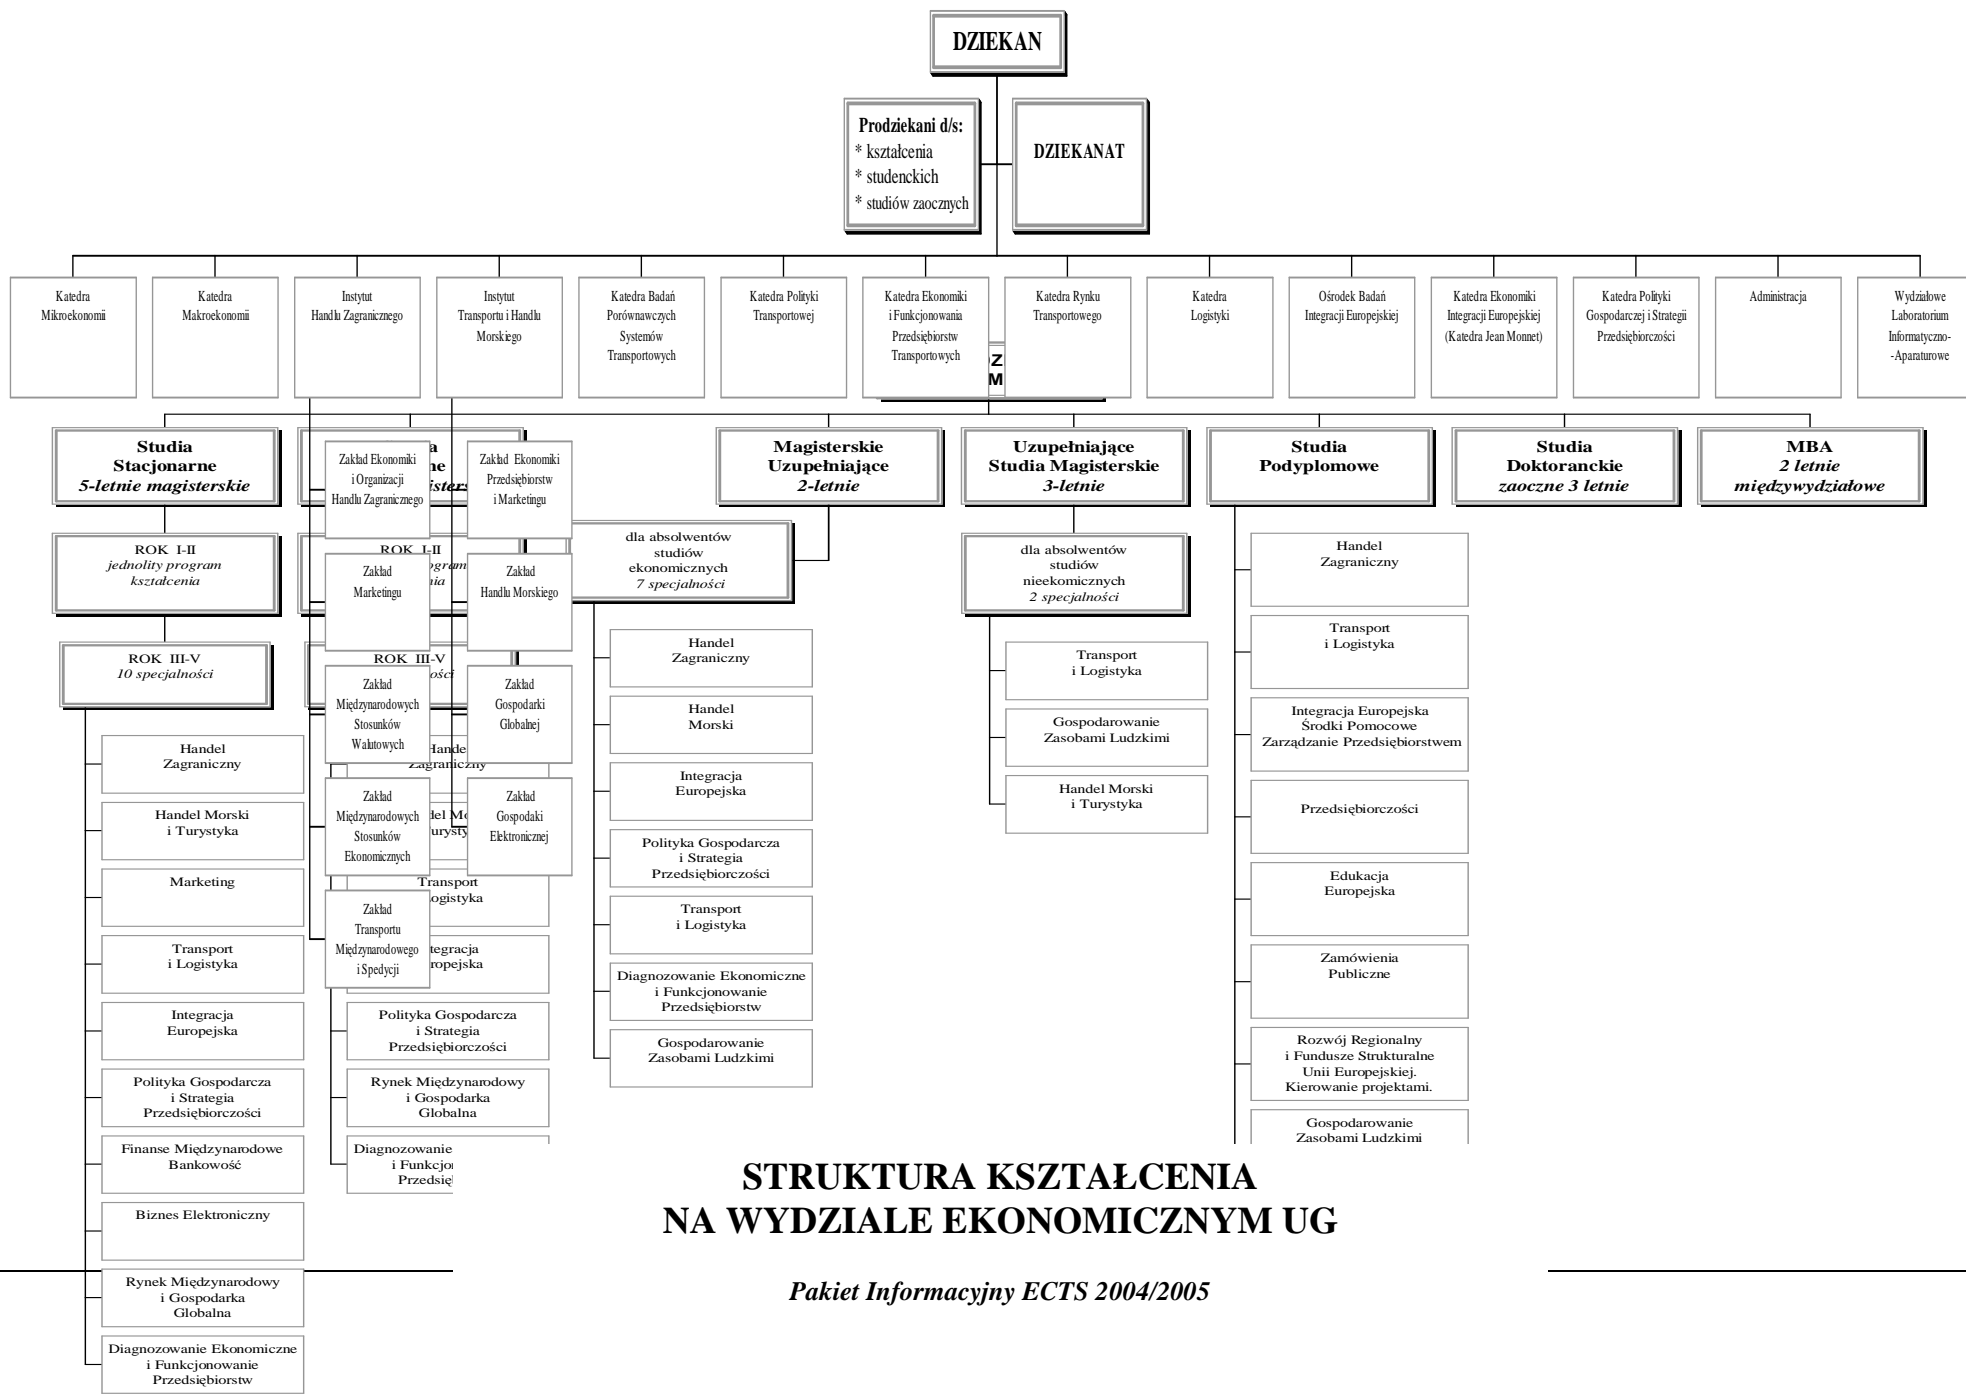 DZIEKAN
Prodziekani d/s:
* kształcenia
* studenckich
* studiów zaocznych
DZIEKANAT
Katedra
Mikroekonomii
Katedra
Makroekonomii
Instytut
Handlu Zagranicznego
Instytut
Transportu i Handlu
Morskiego
Katedra Badań
Porównawczych
Systemów
Transportowych
Katedra Polityki
Transportowej
Katedra Ekonomiki
i Funkcjonowania
Przedsiębiorstw
Transportowych
Katedra Rynku
Transportowego
Katedra
Logistyki
Ośrodek Badań
Integracji Europejskiej
Katedra Ekonomiki
Integracji Europejskiej
(Katedra Jean Monnet)
Katedra Polityki
Gospodarczej i Strategii
Przedsiębiorczości
Administracja
Wydziałowe
Laboratorium
Informatyczno-
-Aparaturowe
Studia
Stacjonarne
5-letnie magisterskie
ROK I-II
jednolity program
kształcenia
ROK III-V
10 specjalności
Handel
Zagraniczny
Handel Morski
i Turystyka
Marketing
Transport
i Logistyka
Integracja
Europejska
Polityka Gospodarcza
i Strategia
Przedsiębiorczości
Finanse Międzynarodowe
Bankowość
Biznes Elektroniczny
Rynek Międzynarodowy
i Gospodarka
Globalna
Diagnozowanie Ekonomiczne
i Funkcjonowanie
Przedsiębiorstw
Zakład Ekonomiki
i Organizacji
Handlu Zagranicznego
Zakład
Marketingu
Zakład
Międzynarodowych
Stosunków
Walutowych
Zakład
Międzynarodowych
Stosunków
Ekonomicznych
Zakład
Transportu
Międzynarodowego
i Spedycji
Zakład Ekonomiki
Przedsiębiorstw
i Marketingu
Zakład
Handlu Morskiego
Zakład
Gospodarki
Globalnej
Zakład
Gospodaki
Elektronicznej
ROK I-II
ROK III-V
Zagraniczny
Transport
Polityka Gospodarcza
i Strategia
Przedsiębiorczości
Rynek Międzynarodowy
i Gospodarka
Globalna
Diagnozowanie
i
Magisterskie
Uzupełniające
2-letnie
dla absolwentów
studiów
ekonomicznych
7 specjalności
Handel
Zagraniczny
Handel
Morski
Integracja
Europejska
Polityka Gospodarcza
i Strategia
Przedsiębiorczości
Transport
i Logistyka
Diagnozowanie Ekonomiczne
i Funkcjonowanie
Przedsiębiorstw
Gospodarowanie
Zasobami Ludzkimi
Uzupełniające
Studia Magisterskie
3-letnie
dla absolwentów
studiów
nieekomicznych
2 specjalności
Transport
i Logistyka
Gospodarowanie
Zasobami Ludzkimi
Handel Morski
i Turystyka
Studia
Podyplomowe
Handel
Zagraniczny
Transport
i Logistyka
Integracja Europejska
Środki Pomocowe
Zarządzanie Przedsiębiorstwem
Przedsiębiorczości
Edukacja
Europejska
Zamówienia
Publiczne
Rozwój Regionalny
i Fundusze Strukturalne
Unii Europejskiej.
Kierowanie projektami.
Gospodarowanie
Zasobami Ludzkimi
Studia
Doktoranckie
zaoczne 3 letnie
MBA
2 letnie
międzywydziałowe
STRUKTURA KSZTAŁCENIA
NA WYDZIALE EKONOMICZNYM UG
Pakiet Informacyjny ECTS 2004/2005